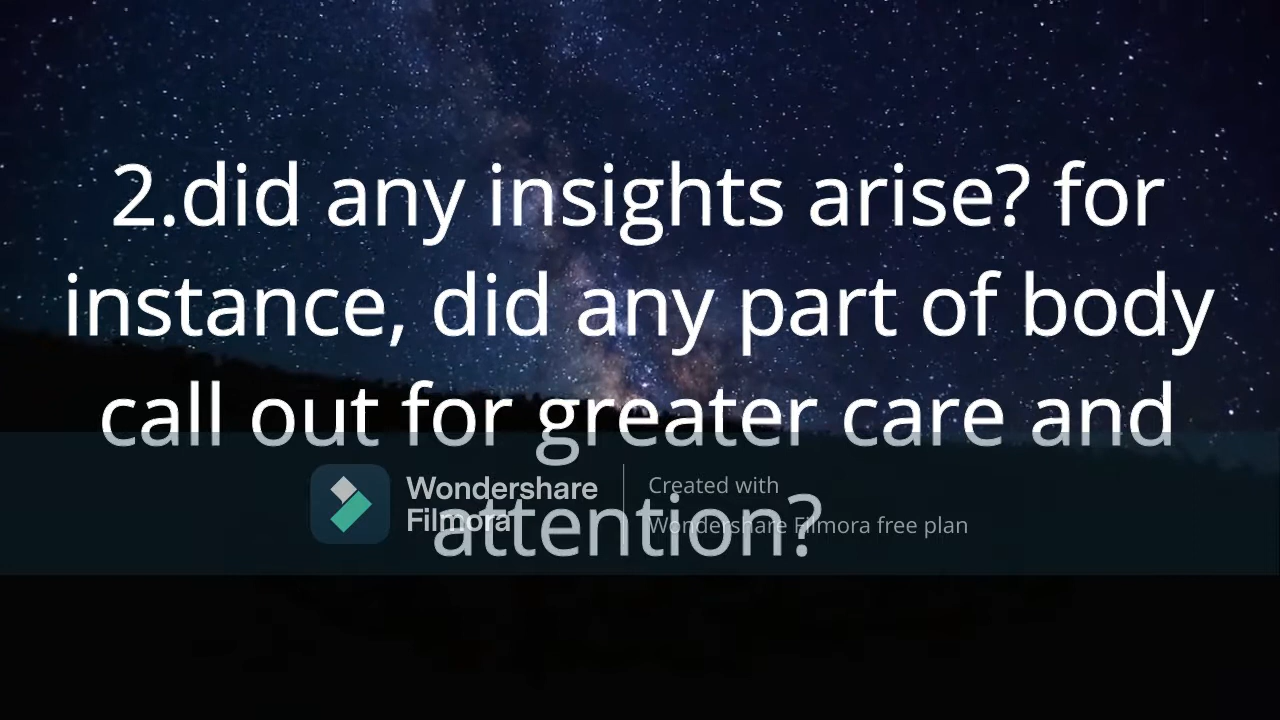 2.did any insights arise? for
instance, did any part of body
call out for greater care and
attention?
Wondershare
Filmora
Created with
Wondershare Filmora free plan